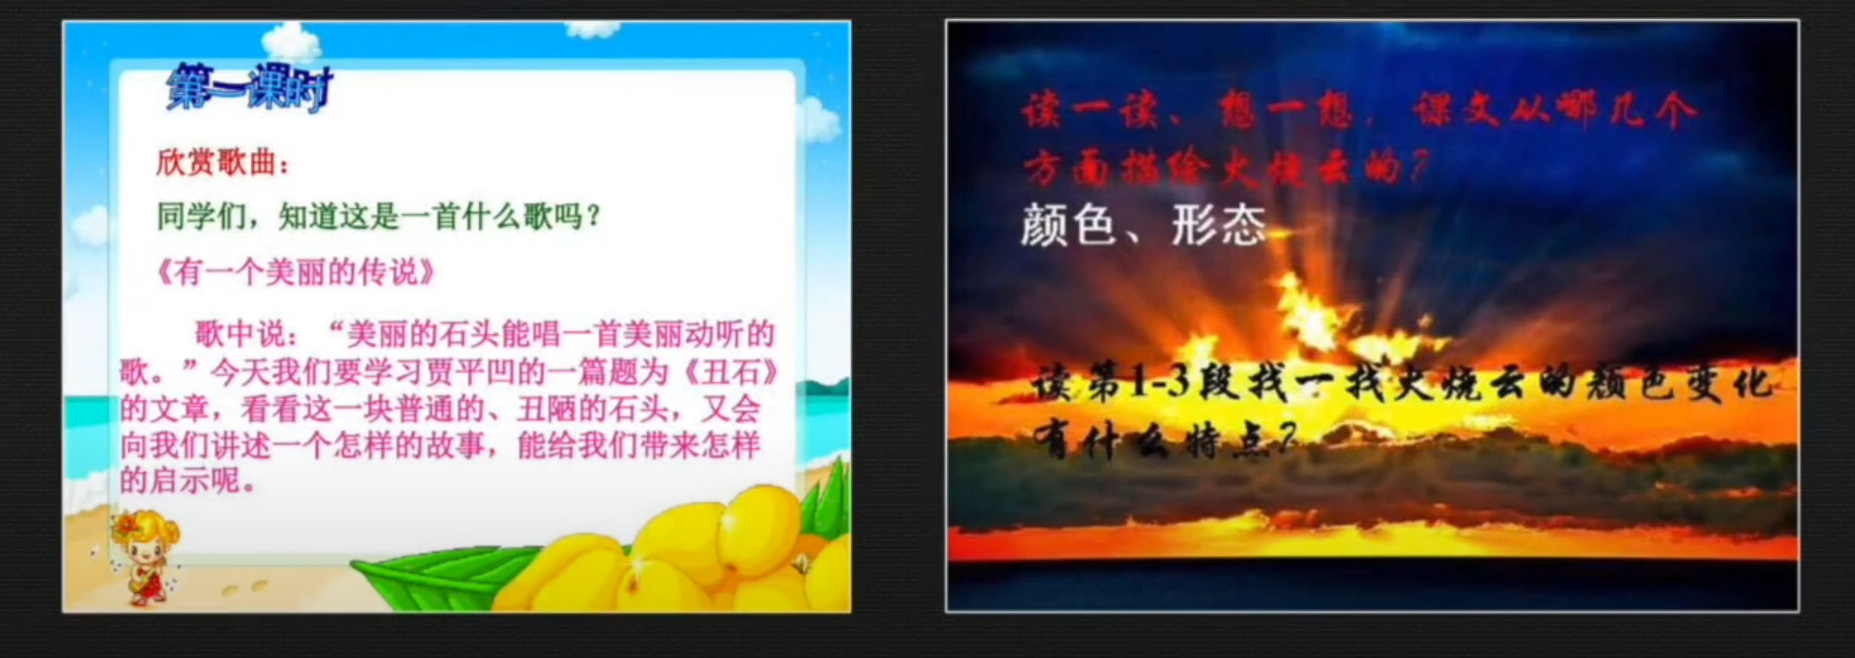 第一课时
欣赏歌曲：
同学们，知道这是一首什么歌吗？
《有一个美丽的传说》
歌中说：“美丽的石头能唱一首美丽动听的
歌。”今天我们要学习贾平凹的一篇题为《丑石》
的文章，看看这一块普通的、丑陋的石头，又会
向我们讲述一个怎样的故事，能给我们带来怎样
的启示呢。
读一读、想一想，课文从哪几个
方面描绘火烧云的？
颜色、形态
读第1-3段找一找火烧云的颜色变化
有什么特点？